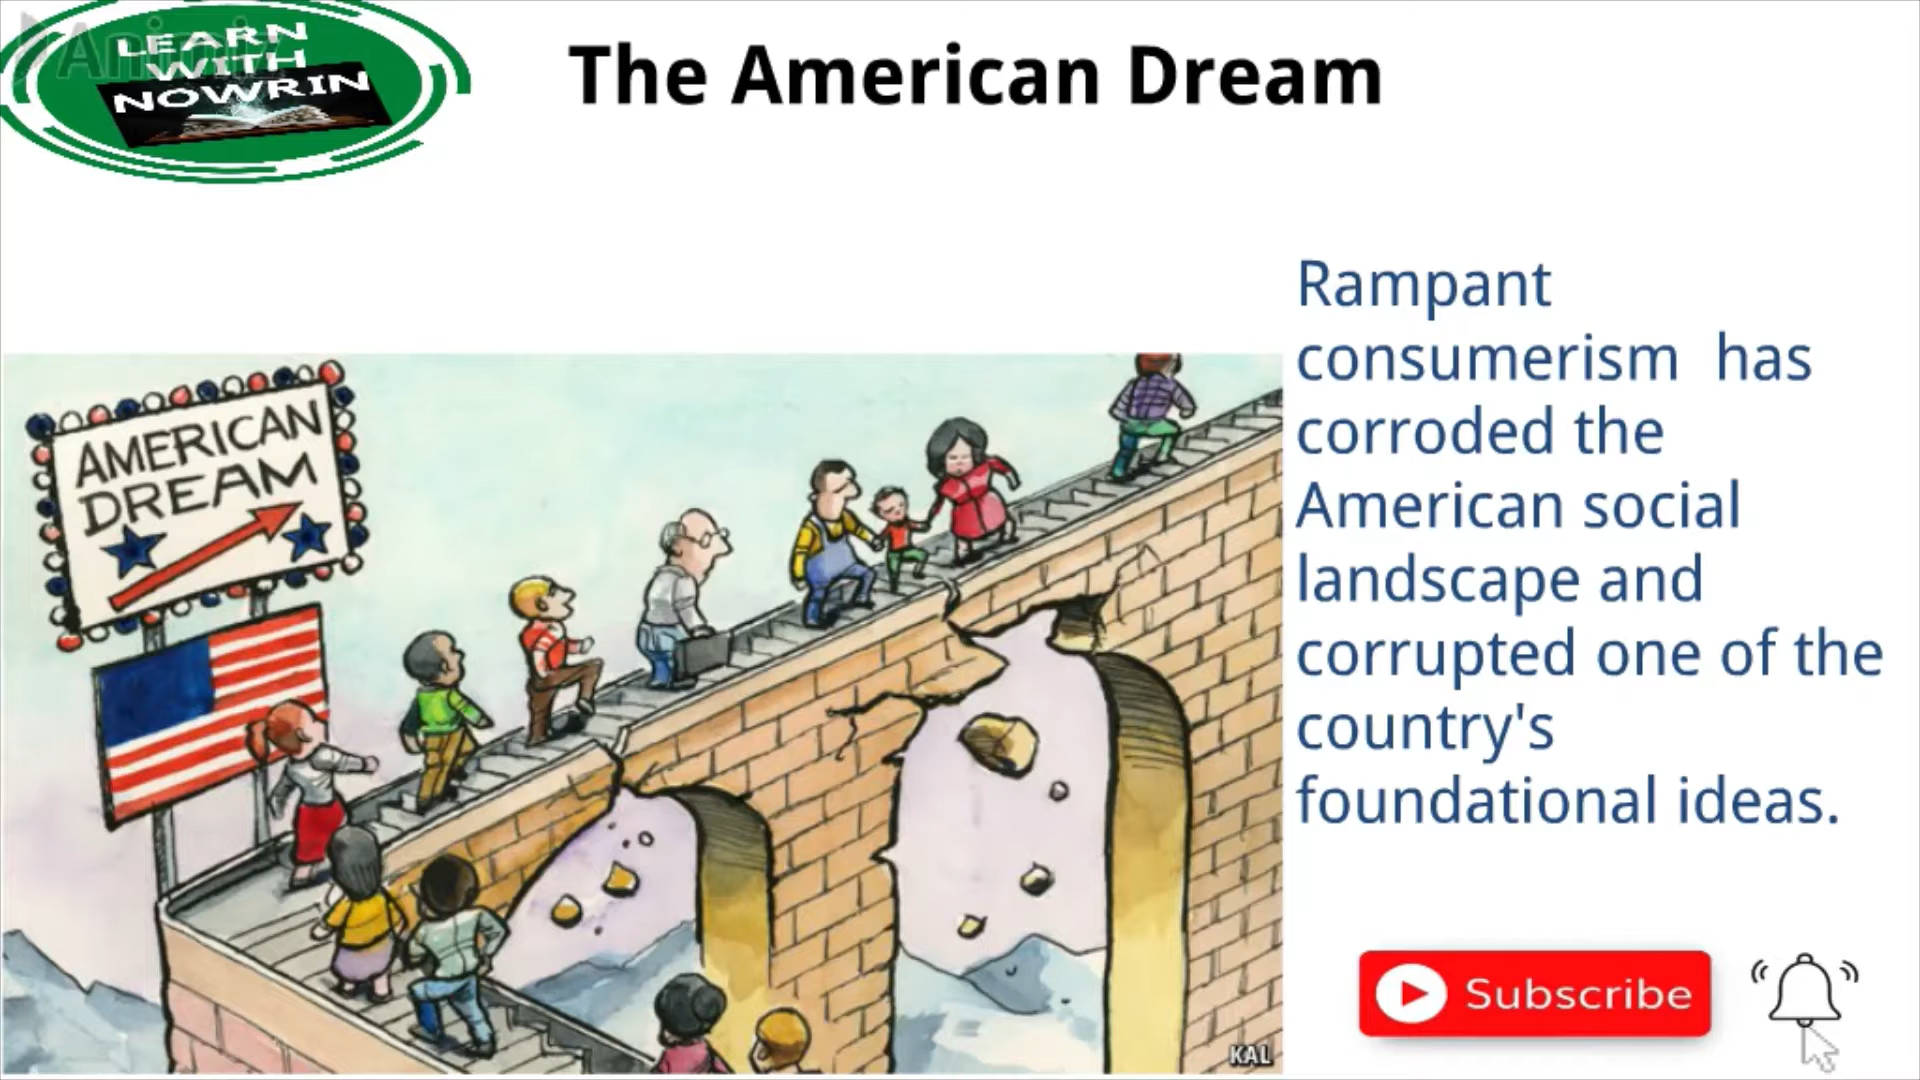 LEARN
WITH
NOWRIN
The American Dream
AMERICAN
DREAM
Rampant
consumerism has
corroded the
American social
landscape and
corrupted one of the
country's
foundational ideas.
Subscribe
KAL